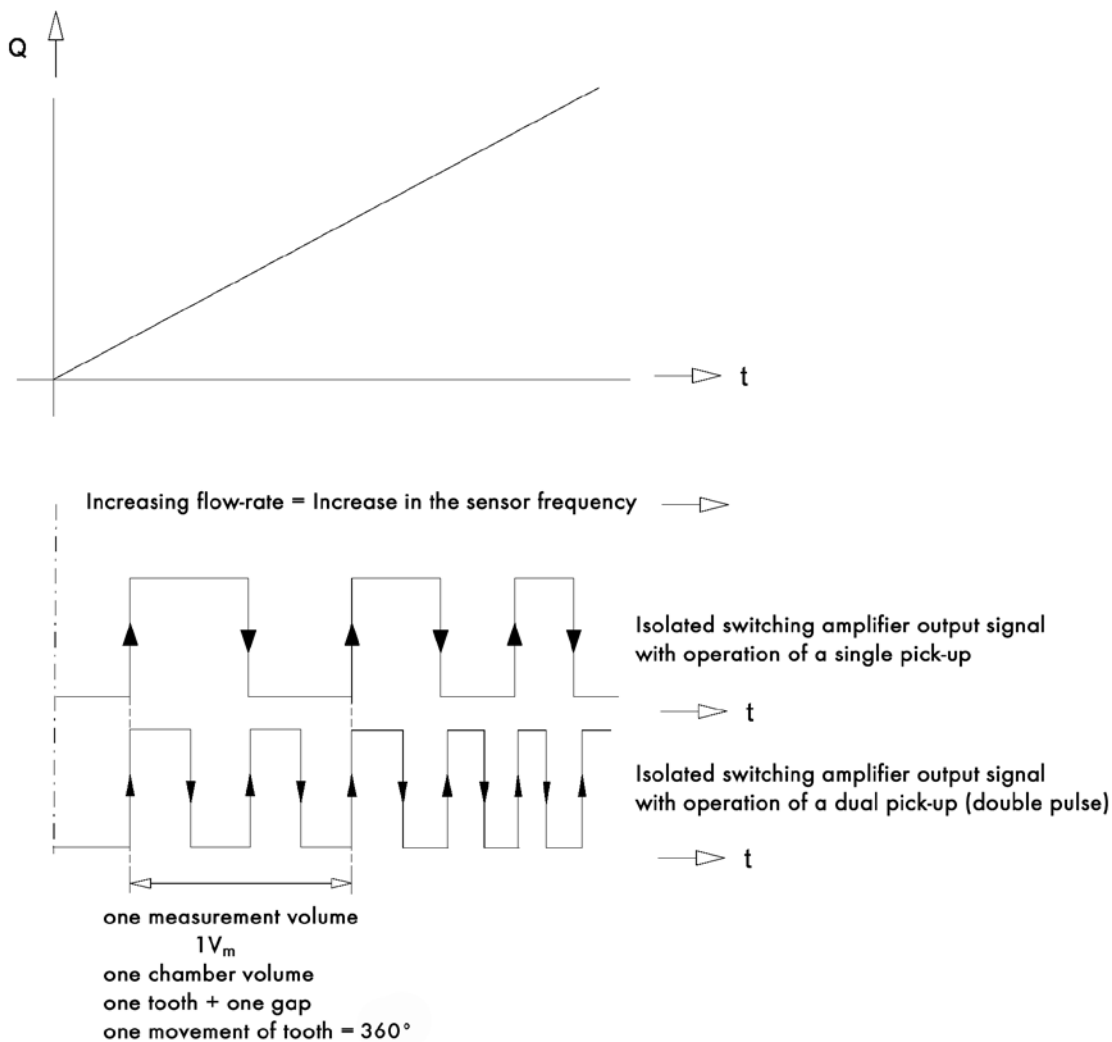 Q
t
Increasing flow-rate = Increase in the sensor frequency
Isolated switching amplifier output signal
with operation of a single pick-up
t
Isolated switching amplifier output signal
with operation of a dual pick-up (double pulse)
t
one measurement volume
1Vm
one chamber volume
one tooth + one gap
one movement of tooth = 360°